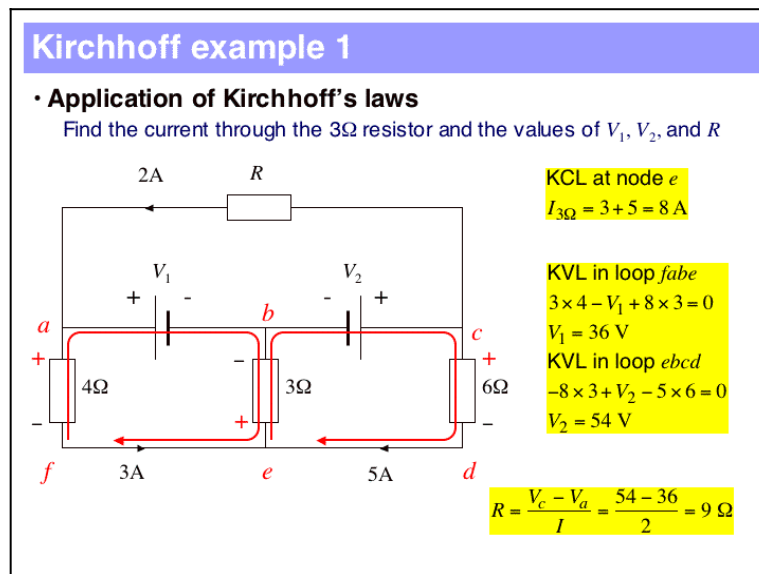 Kirchhoff example 1
• Application of Kirchhoff's laws
Find the current through the 3Ω resistor and the values of V₁, V₂, and R
2A
R
V₁
V₂
+
-
-
+
a
b
c
+
4Ω
-
-
3Ω
+
+
6Ω
-
f
3A
e
5A
d
KCL at node e
I₃Ω = 3 + 5 = 8 A
KVL in loop fabe
3 × 4 – V₁ + 8 × 3 = 0
V₁ = 36 V
KVL in loop ebcd
–8 × 3 + V₂ – 5 × 6 = 0
V₂ = 54 V
R = (V_c – V_a)/I = (54 – 36)/2 = 9 Ω